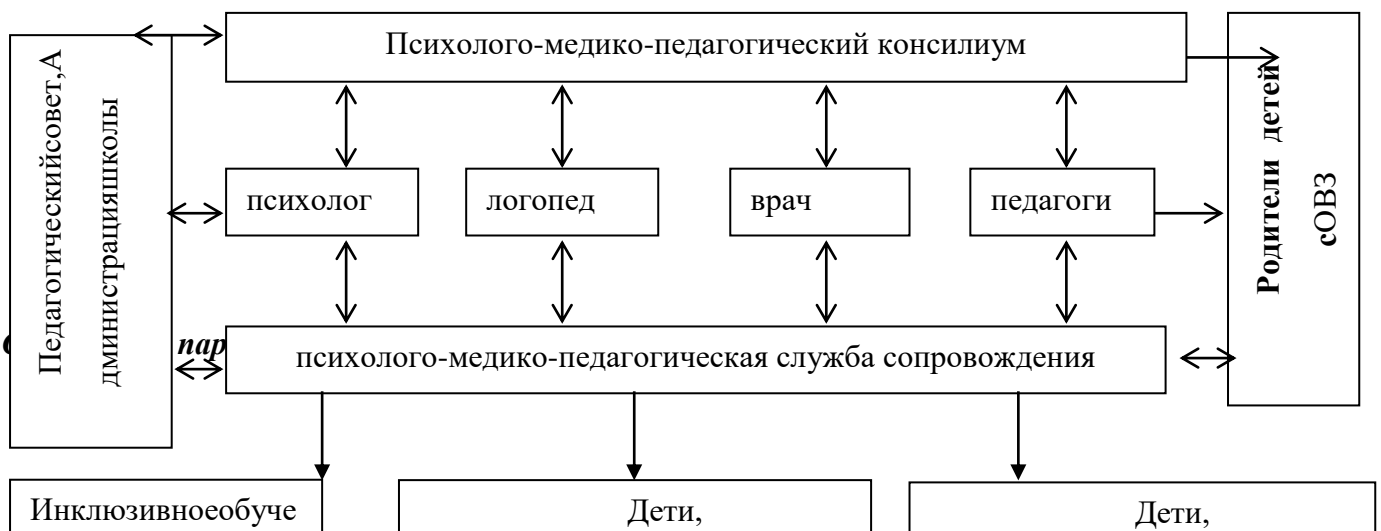 Психолого-медико-педагогический консилиум
Педагогическийсовет,А
дминистрацияшколы
Родители детей
сОВЗ
психолог
логопед
врач
педагоги
пар
психолого-медико-педагогическая служба сопровождения
Инклюзивноеобуче
Дети,
Дети,